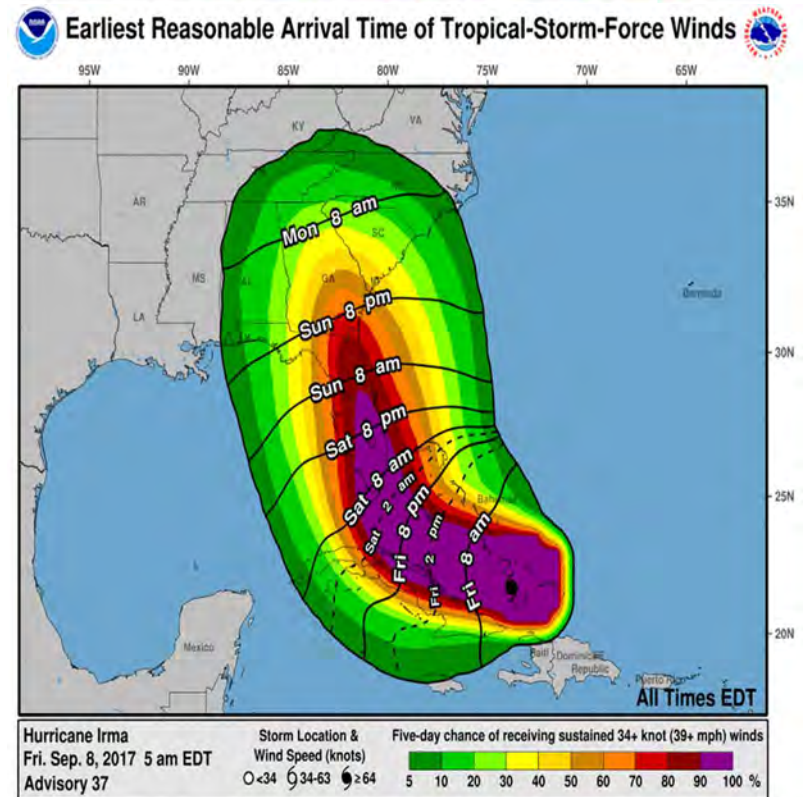 Earliest Reasonable Arrival Time of Tropical-Storm-Force Winds
95W 90W 85W 80W 75W 70W 65W
KY
VA
AR
35N
Mon 8 am
SC
MS
AL
GA
Bermuda
Sun 8 pm
LA
30N
Sun 8 am
Sat 8 pm
Sat 8 am
25N
Sat 2 am
Fri 8 pm
Fri 2 pm
Fri 8 am
Mexico
20N
Haiti
Dominican
Republic
Puerto Rico
All Times EDT
Hurricane Irma
Fri. Sep. 8, 2017 5 am EDT
Advisory 37
Storm Location &
Wind Speed (knots)
<34 34-63 ≥64
Five-day chance of receiving sustained 34+ knot (39+ mph) winds
5 10 20 30 40 50 60 70 80 90 100 %